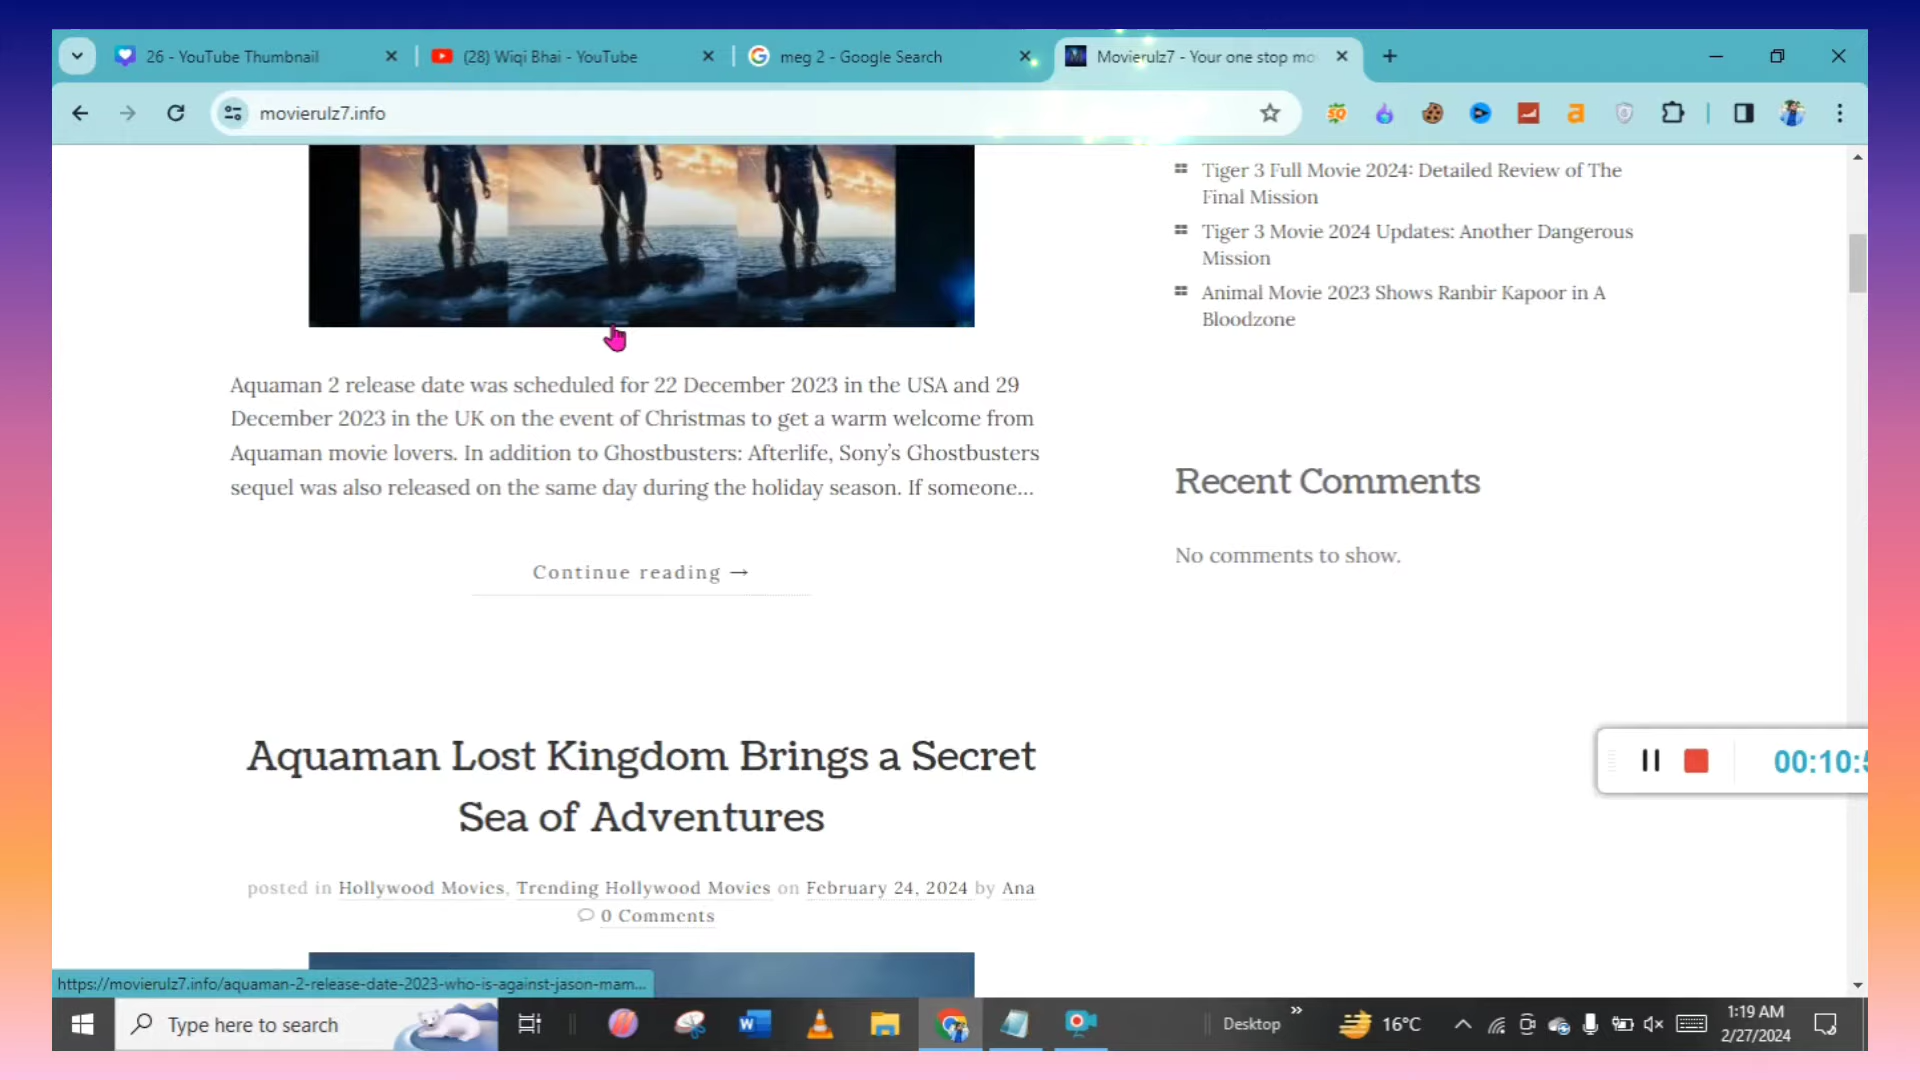 26 - YouTube Thumbnail
(28) Wiqi Bhai - YouTube
meg 2 - Google Search
Movierulz7 - Your one stop mo
movierulz7.info
Tiger 3 Full Movie 2024: Detailed Review of The
Final Mission
Tiger 3 Movie 2024 Updates: Another Dangerous
Mission
Animal Movie 2023 Shows Ranbir Kapoor in A
Bloodzone
Aquaman 2 release date was scheduled for 22 December 2023 in the USA and 29
December 2023 in the UK on the event of Christmas to get a warm welcome from
Aquaman movie lovers. In addition to Ghostbusters: Afterlife, Sony’s Ghostbusters
sequel was also released on the same day during the holiday season. If someone...
Continue reading →
Recent Comments
No comments to show.
Aquaman Lost Kingdom Brings a Secret
Sea of Adventures
posted in Hollywood Movies, Trending Hollywood Movies on February 24, 2024 by Ana
0 Comments
00:10:5
https://movierulz7.info/aquaman-2-release-date-2023-who-is-against-jason-mam...
Type here to search
Desktop
16°C
1:19 AM
2/27/2024